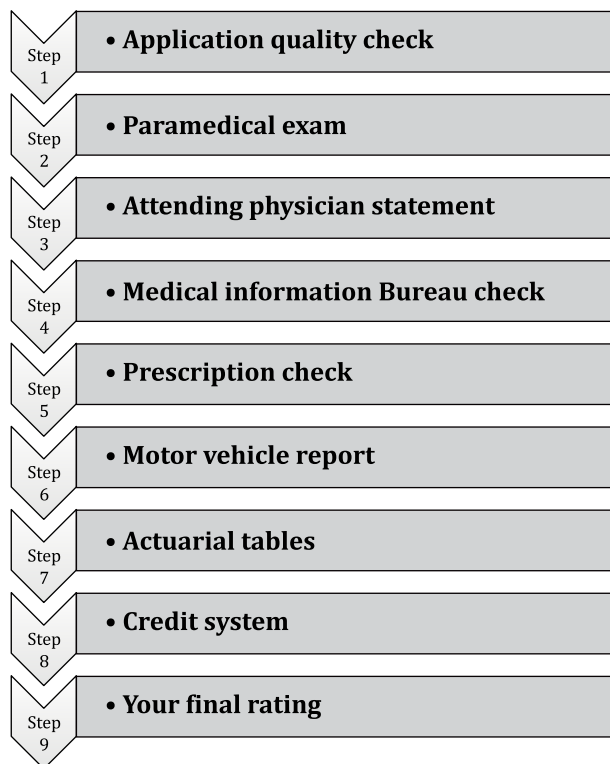 Step
1
• Application quality check
Step
2
• Paramedical exam
Step
3
• Attending physician statement
Step
4
• Medical information Bureau check
Step
5
• Prescription check
Step
6
• Motor vehicle report
Step
7
• Actuarial tables
Step
8
• Credit system
Step
9
• Your final rating